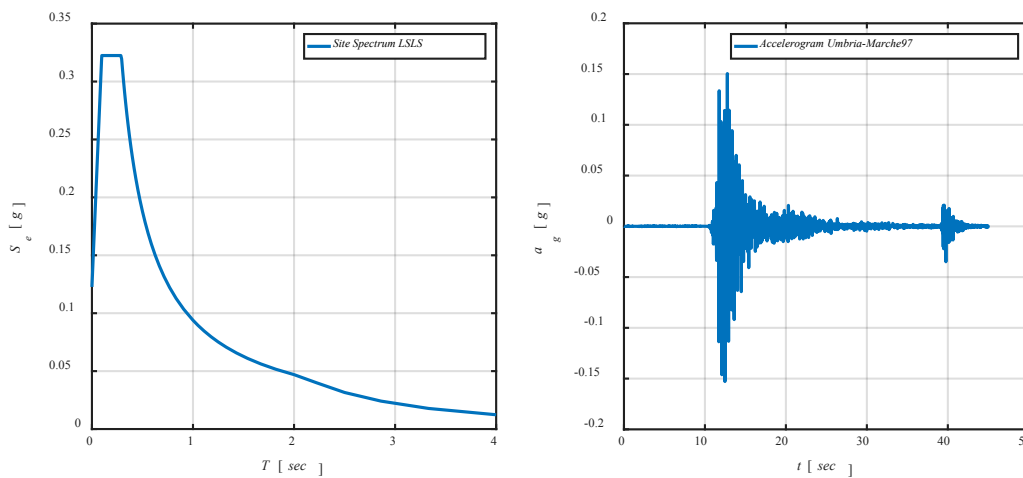 0.35
0.3
0.25
0.2
0.15
0.1
0.05
0
S e [ g ]
0 1 2 3 4
T [ sec ]
Site Spectrum LSLS
0.2
0.15
0.1
0.05
0
-0.05
-0.1
-0.15
-0.2
a g [ g ]
0 10 20 30 40 5
t [ sec ]
Accelerogram Umbria-Marche97